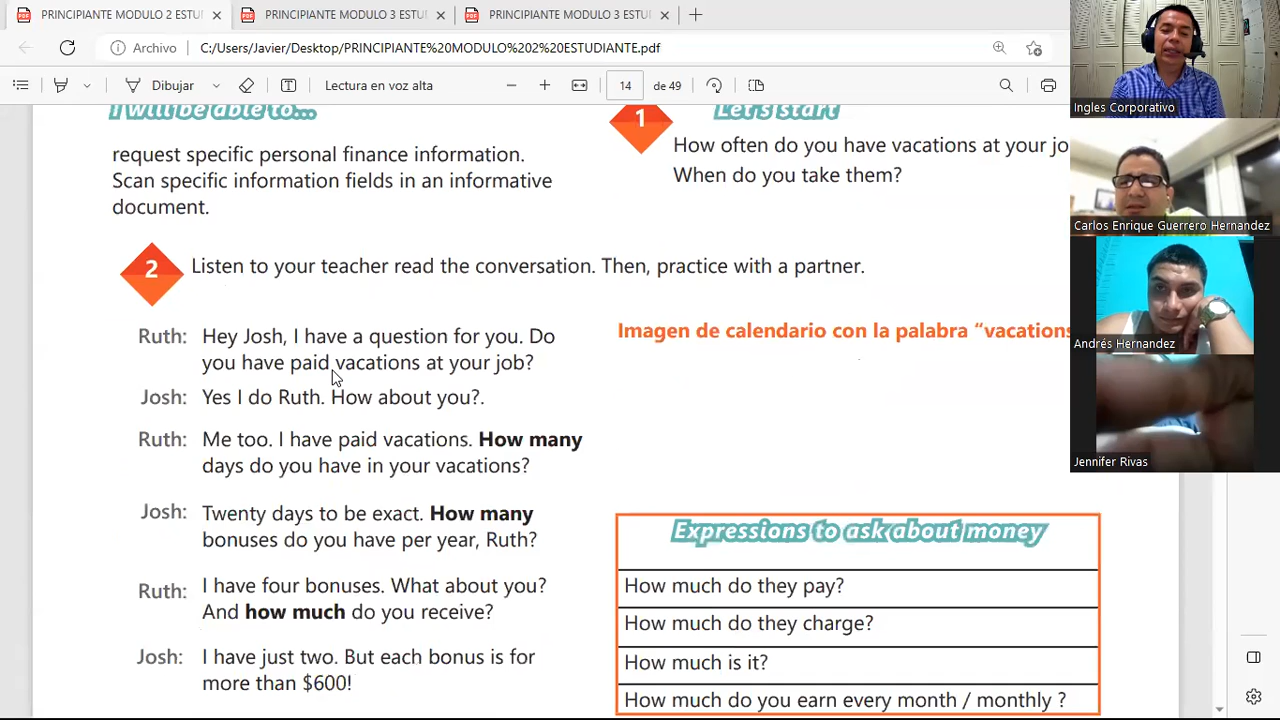 PRINCIPIANTE MODULO 2 ESTU
PRINCIPIANTE MODULO 3 ESTU
PRINCIPIANTE MODULO 3 ESTU
Archivo
C:/Users/Javier/Desktop/PRINCIPIANTE%20MODULO%202%20ESTUDIANTE.pdf
Dibujar
Lectura en voz alta
14
de 49
I will be able to...
request specific personal finance information.
Scan specific information fields in an informative
document.
1
Let's start
How often do you have vacations at your jo
When do you take them?
2
Listen to your teacher read the conversation. Then, practice with a partner.
Ruth: Hey Josh, I have a question for you. Do
you have paid vacations at your job?
Josh: Yes I do Ruth. How about you?.
Ruth: Me too. I have paid vacations. How many
days do you have in your vacations?
Josh: Twenty days to be exact. How many
bonuses do you have per year, Ruth?
Ruth: I have four bonuses. What about you?
And how much do you receive?
Josh: I have just two. But each bonus is for
more than $600!
Imagen de calendario con la palabra “vacations
Expressions to ask about money
How much do they pay?
How much do they charge?
How much is it?
How much do you earn every month / monthly ?
Ingles Corporativo
Carlos Enrique Guerrero Hernandez
Andrés Hernandez
Jennifer Rivas